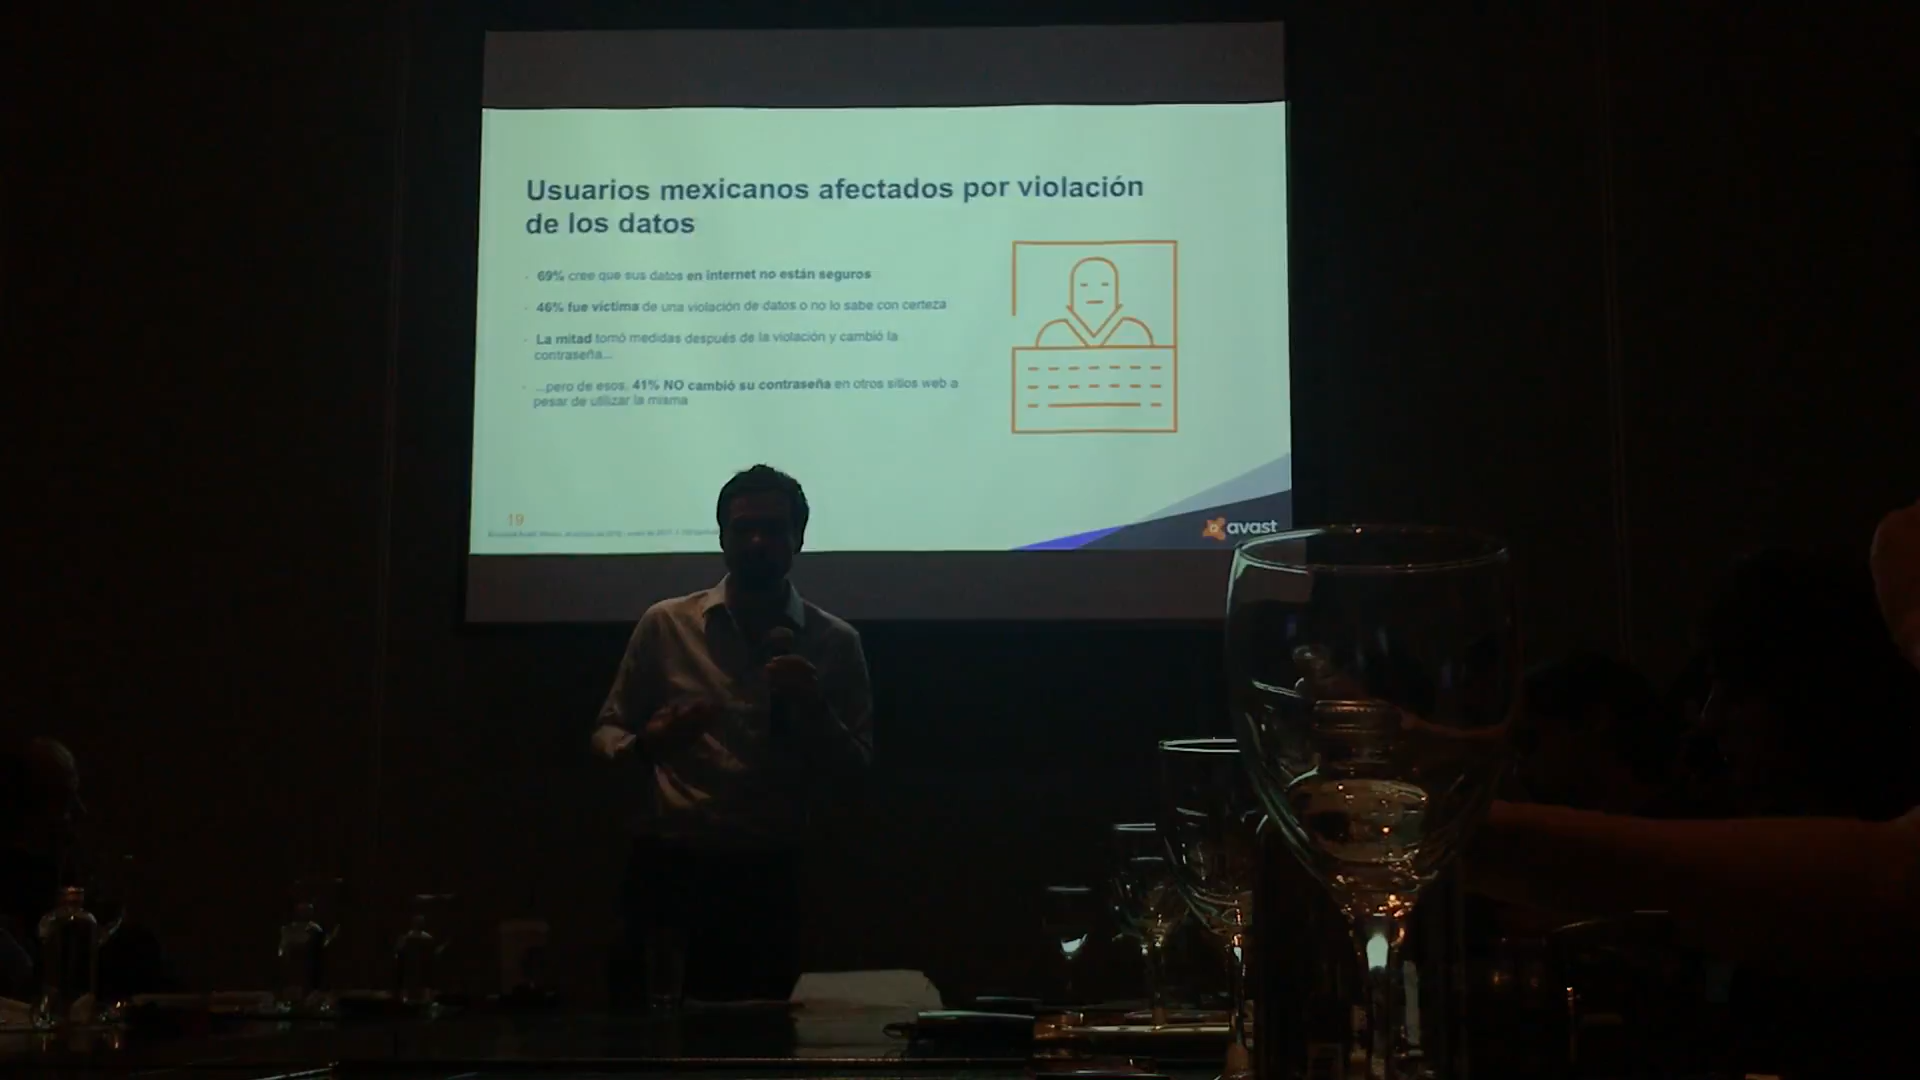 Usuarios mexicanos afectados por violación
de los datos
69% cree que sus datos en internet no están seguros
46% fue víctima de una violación de datos o no lo sabe con certeza
La mitad tomó medidas después de la violación y cambió la
contraseña...
...pero de esos, 41% NO cambió su contraseña en otros sitios web a
pesar de utilizar la misma
19
avast